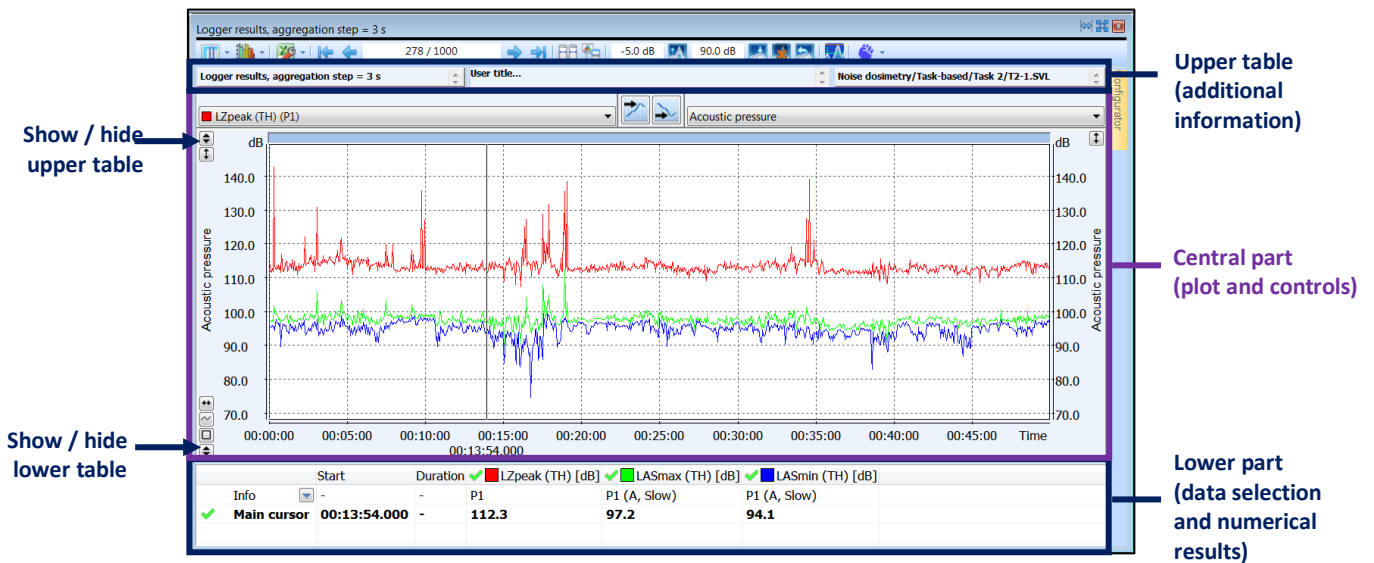 Logger results, aggregation step = 3 s
278 / 1000
-5.0 dB
90.0 dB
Logger results, aggregation step = 3 s
User title...
Noise dosimetry/Task-based/Task 2/T2-1.SVL
Configurator
Upper table
(additional
information)
LZpeak (TH) (P1)
Acoustic pressure
Show / hide
upper table
dB
dB
140.0
140.0
130.0
130.0
120.0
120.0
110.0
110.0
100.0
100.0
90.0
90.0
80.0
80.0
70.0
70.0
Acoustic pressure
Acoustic pressure
Central part
(plot and controls)
00:00:00 00:05:00 00:10:00 00:15:00 00:20:00 00:25:00 00:30:00 00:35:00 00:40:00 00:45:00 Time
00:13:54.000
Show / hide
lower table
Start Duration LZpeak (TH) [dB] LASmax (TH) [dB] LASmin (TH) [dB]
Info - - P1 P1 (A, Slow) P1 (A, Slow)
Main cursor 00:13:54.000 - 112.3 97.2 94.1
Lower part
(data selection
and numerical
results)